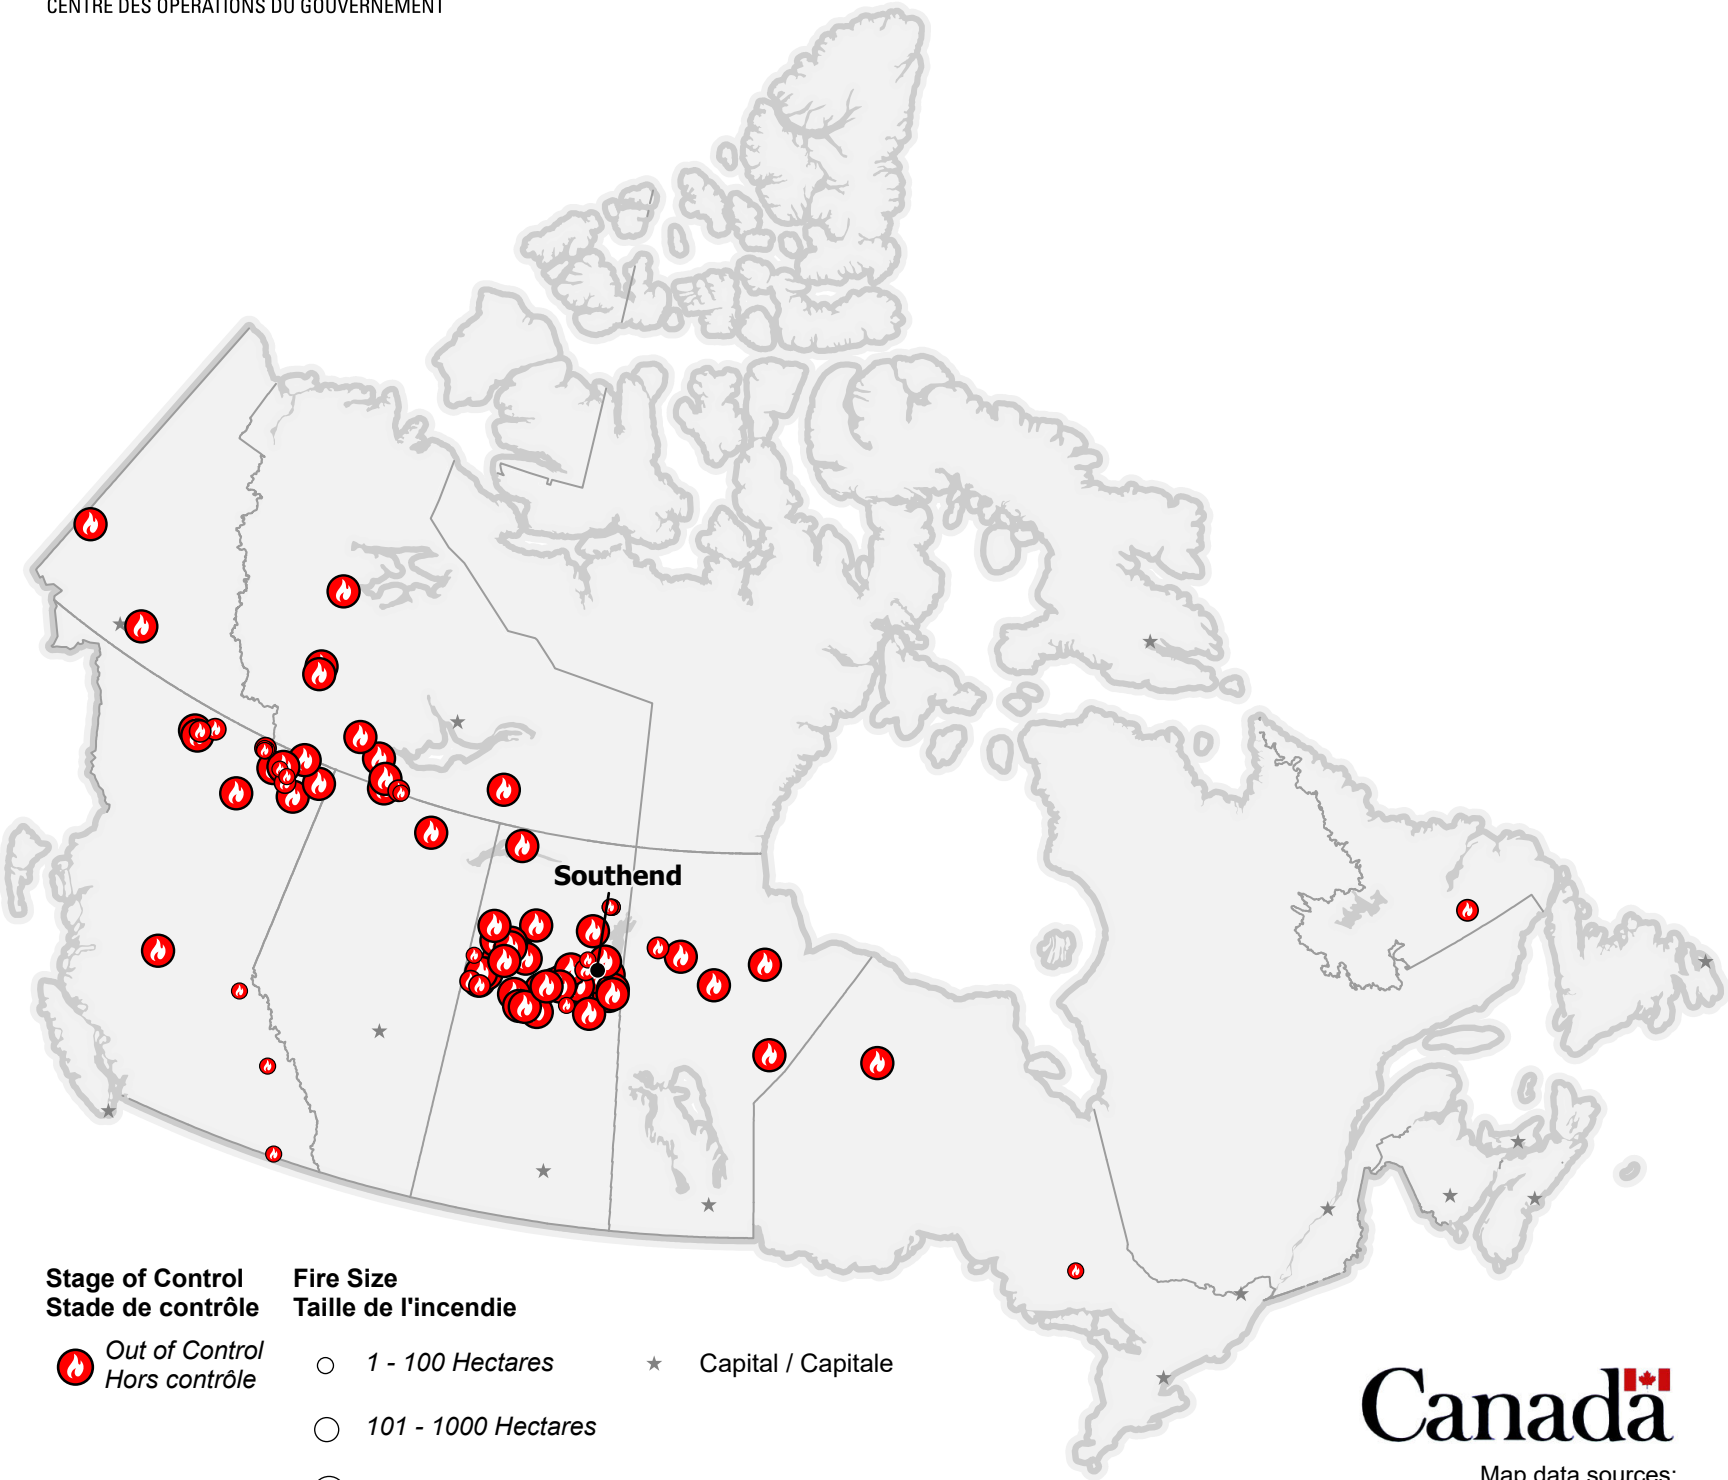 CENTRE DES OPÉRATIONS DU GOUVERNEMENT
Southend
Stage of Control
Stade de contrôle
Out of Control
Hors contrôle
Fire Size
Taille de l'incendie
1 - 100 Hectares
101 - 1000 Hectares
Capital / Capitale
Canada
Map data sources: